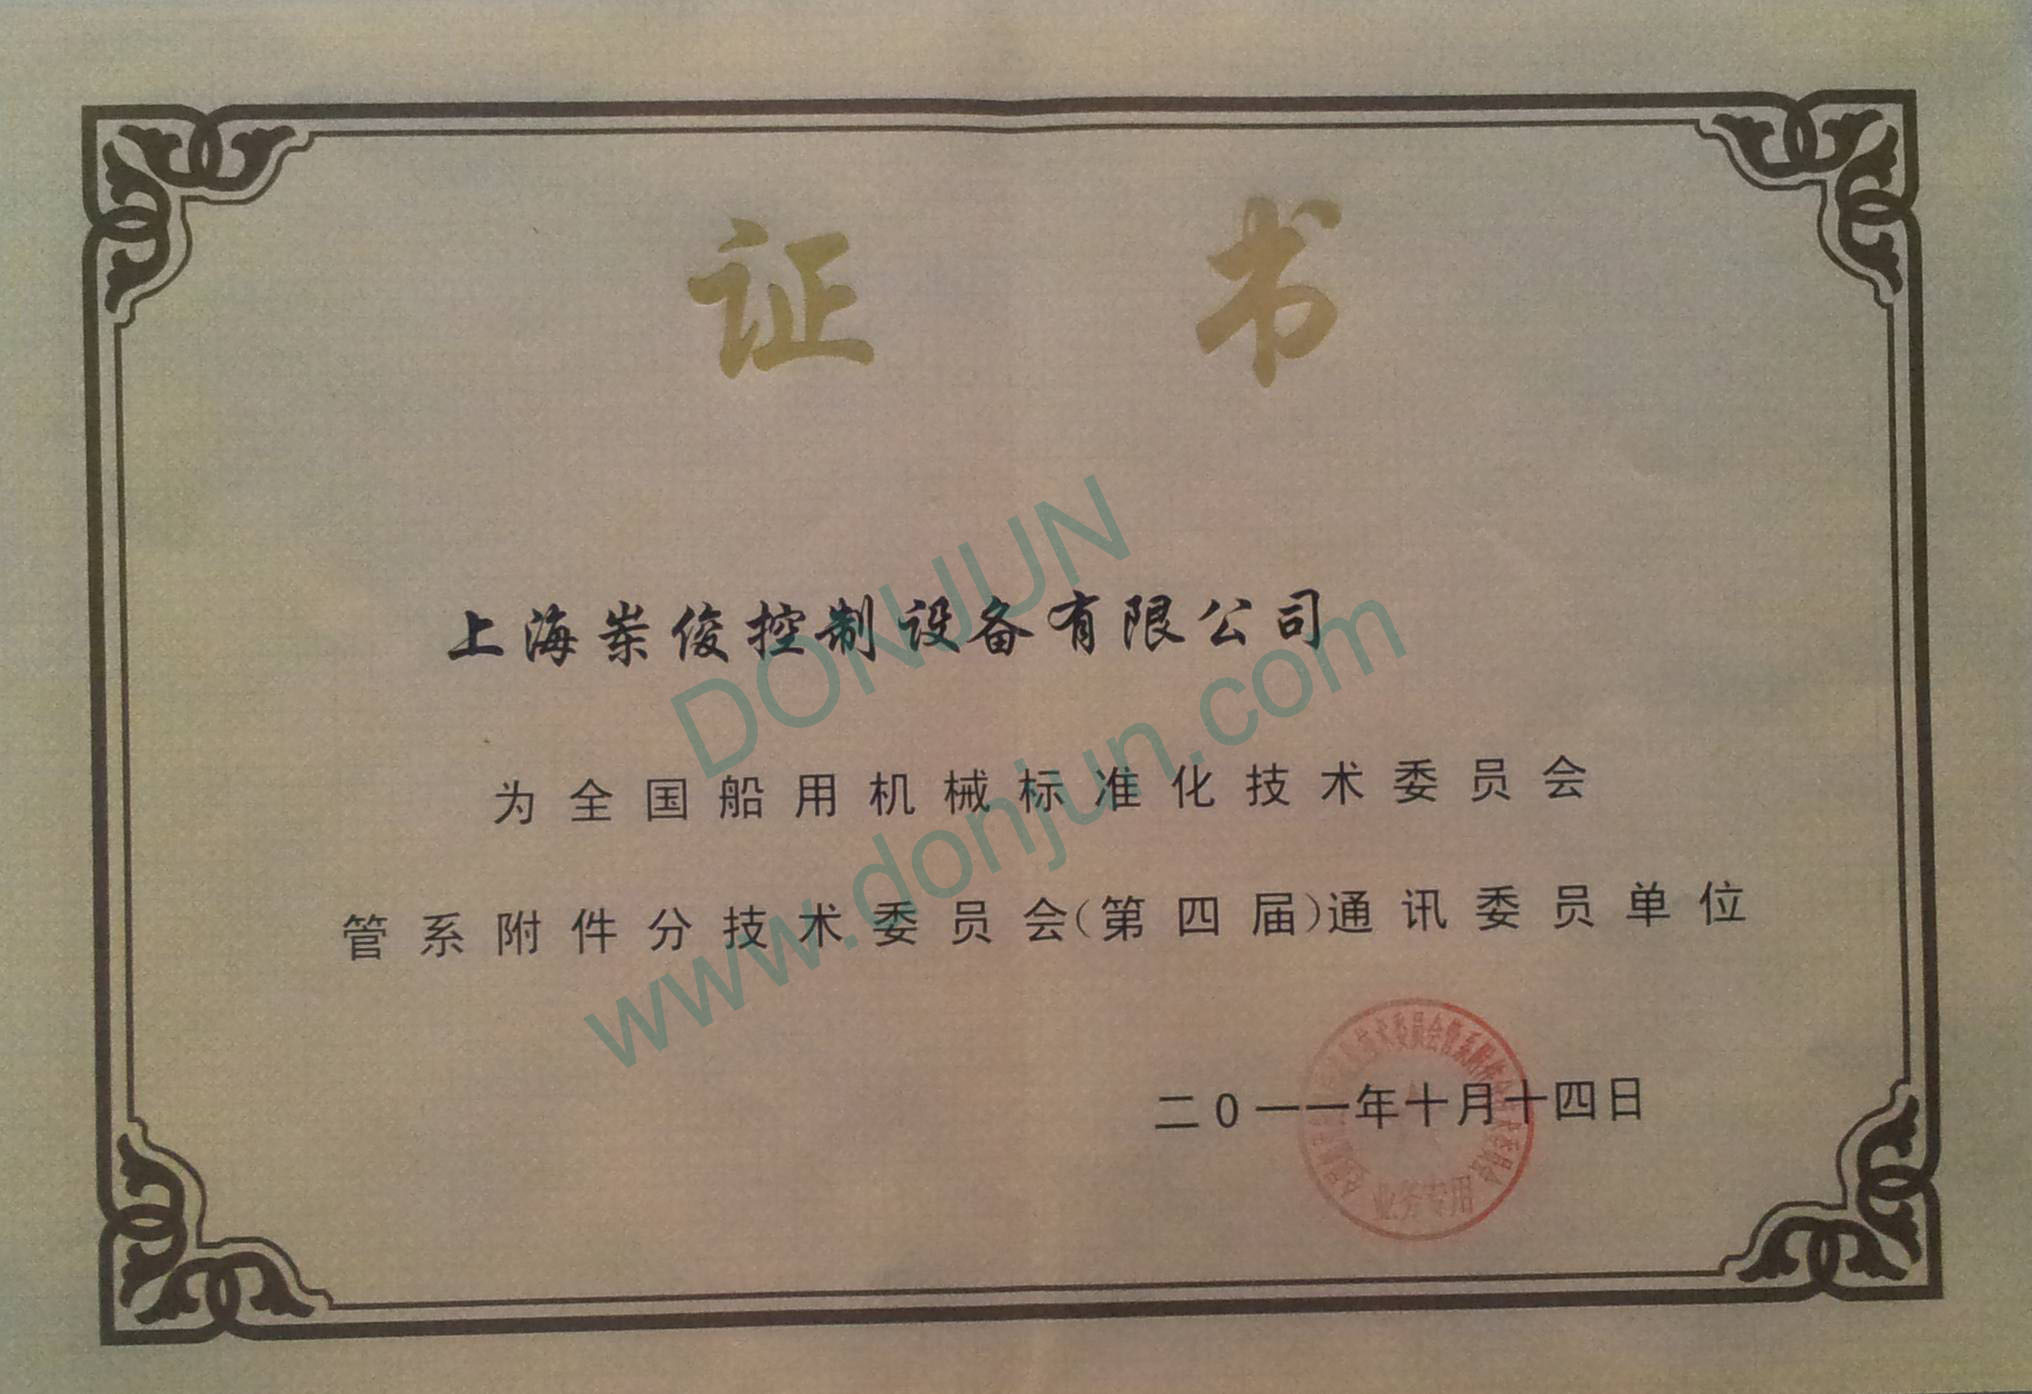 证书
上海岽俊控制设备有限公司
为全国船用机械标准化技术委员会
管系附件分技术委员会(第四届)通讯委员单位
二0一一年十月十四日
业务专用
DONJUN
www.donjun.com